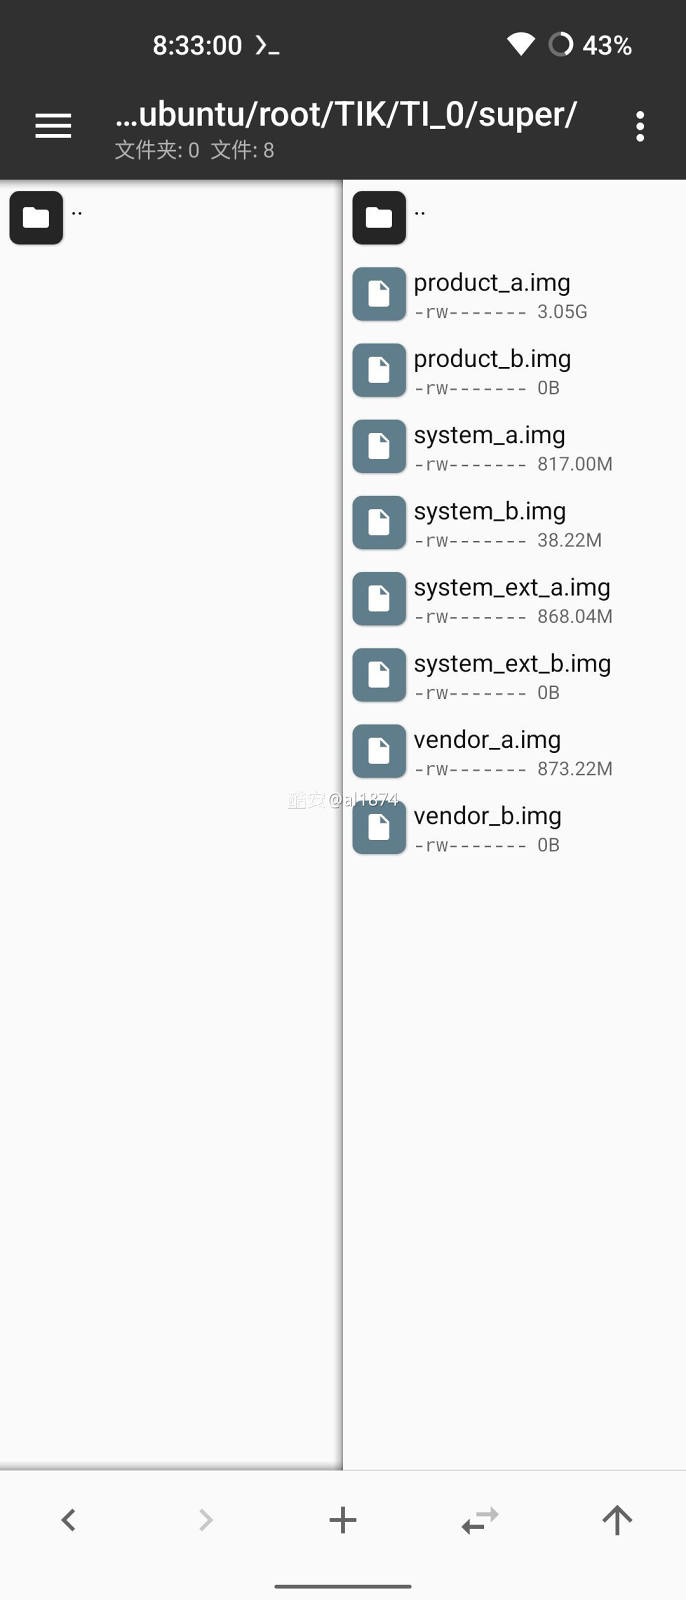 8:33:00
43%
...ubuntu/root/TIK/TI_0/super/
文件夹: 0 文件: 8
..
..
product_a.img
-rw------- 3.05G
product_b.img
-rw------- 0B
system_a.img
-rw------- 817.00M
system_b.img
-rw------- 38.22M
system_ext_a.img
-rw------- 868.04M
system_ext_b.img
-rw------- 0B
vendor_a.img
-rw------- 873.22M
酷安@al1874
vendor_b.img
-rw------- 0B